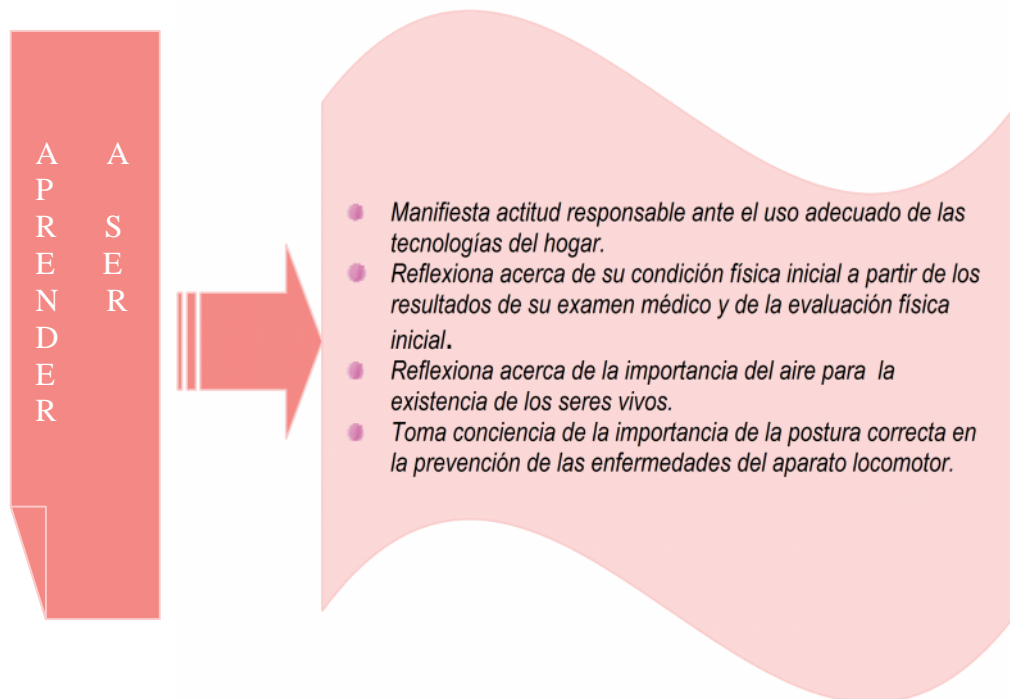 APRENDER
A SER
Manifiesta actitud responsable ante el uso adecuado de las
tecnologías del hogar.
Reflexiona acerca de su condición física inicial a partir de los
resultados de su examen médico y de la evaluación física
inicial.
Reflexiona acerca de la importancia del aire para la
existencia de los seres vivos.
Toma conciencia de la importancia de la postura correcta en
la prevención de las enfermedades del aparato locomotor.